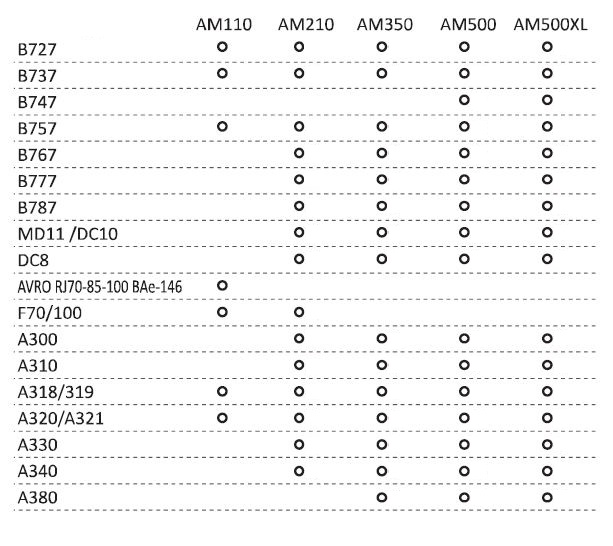 AM110 AM210 AM350 AM500 AM500XL
B727
B737
B747
B757
B767
B777
B787
MD11 /DC10
DC8
AVRO RJ70-85-100 BAe-146
F70/100
A300
A310
A318/319
A320/A321
A330
A340
A380